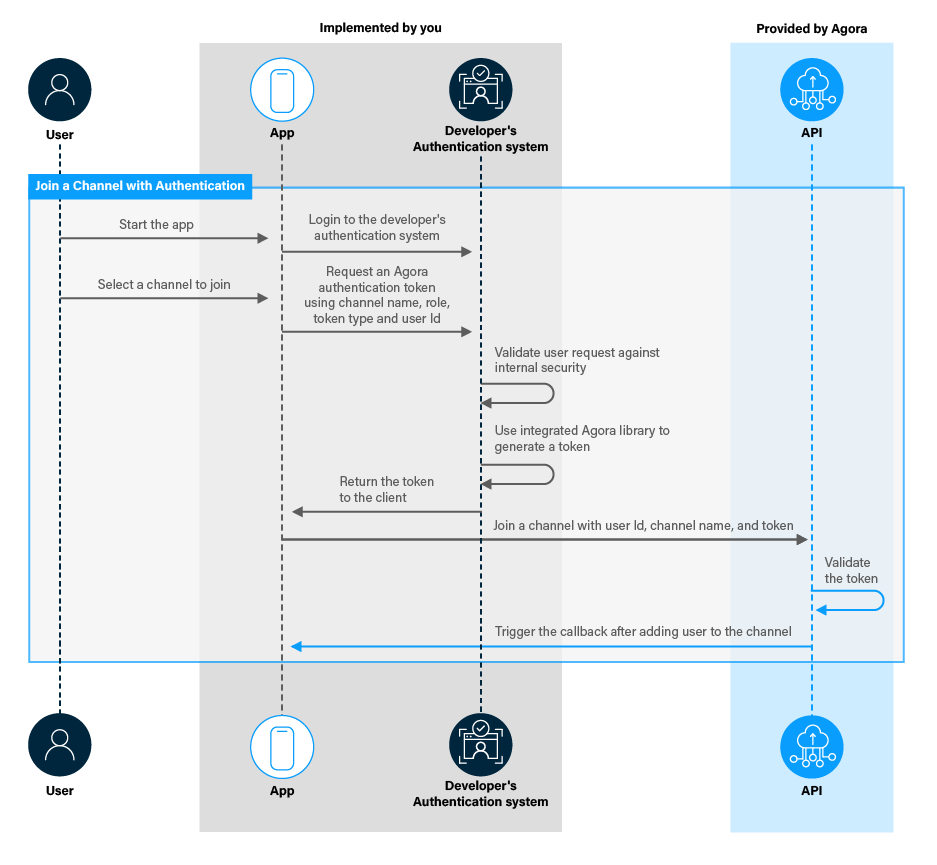 Implemented by you
Provided by Agora
User
App
Developer's
Authentication system
API
Join a Channel with Authentication
Start the app
Login to the developer's
authentication system
Select a channel to join
Request an Agora
authentication token
using channel name, role,
token type and user Id
Validate user request against
internal security
Use integrated Agora library to
generate a token
Return the token
to the client
Join a channel with user Id, channel name, and token
Validate
the token
Trigger the callback after adding user to the channel
User
App
Developer's
Authentication system
API